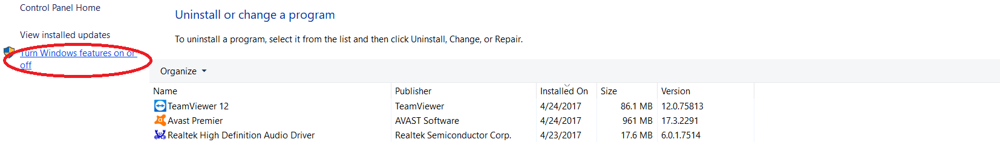 Control Panel Home
View installed updates
Turn Windows features on or
off
Uninstall or change a program
To uninstall a program, select it from the list and then click Uninstall, Change, or Repair.
Organize
Name Publisher Installed On Size Version
TeamViewer 12 TeamViewer 4/24/2017 86.1 MB 12.0.75813
Avast Premier AVAST Software 4/24/2017 961 MB 17.3.2291
Realtek High Definition Audio Driver Realtek Semiconductor Corp. 4/23/2017 17.6 MB 6.0.1.7514